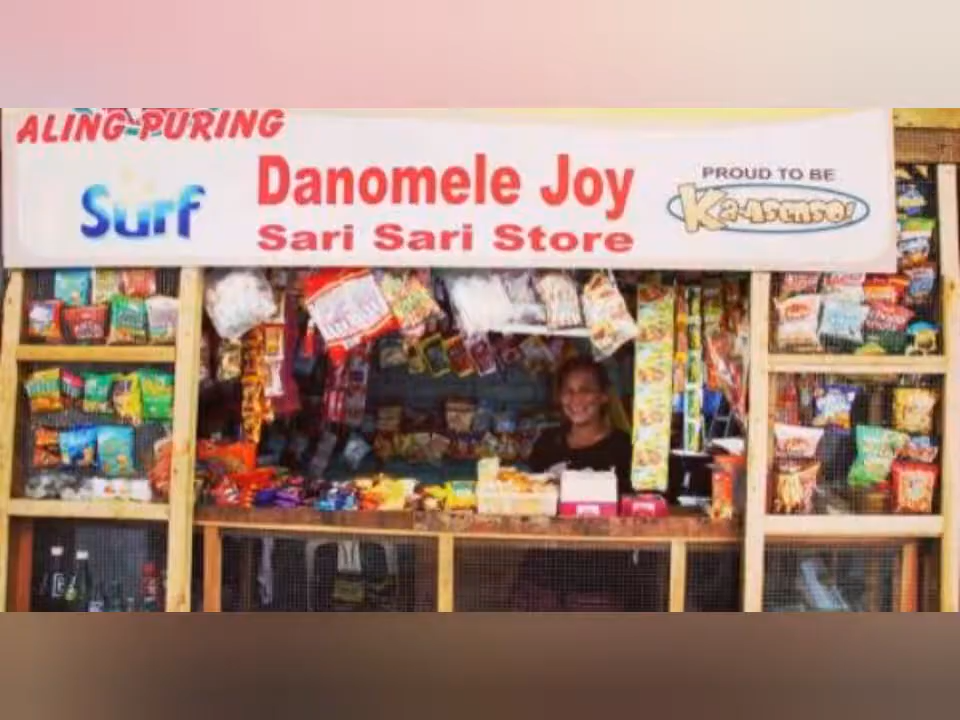 ALING PURING
Surf
Danomele Joy
Sari Sari Store
PROUD TO BE
Ka-Asenso!